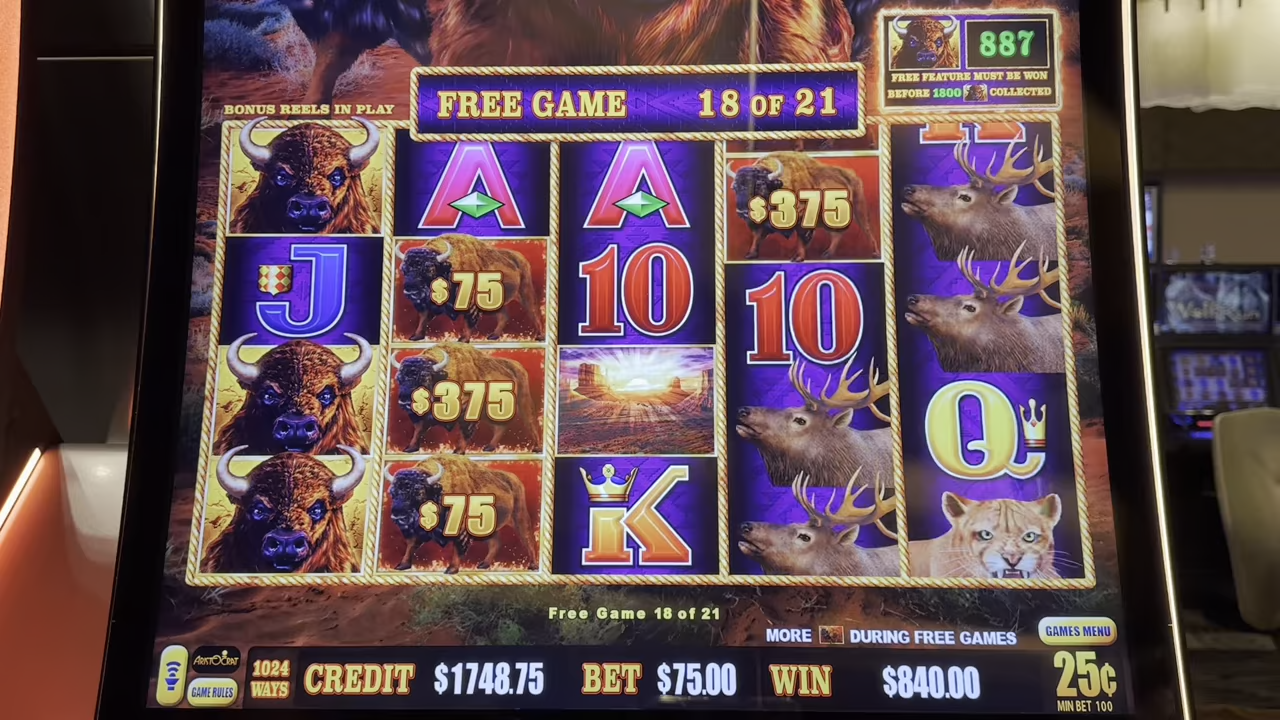 887
FREE FEATURE MUST BE WON
BEFORE 1800 COLLECTED
BONUS REELS IN PLAY
FREE GAME 18 OF 21
A A $375
J $75 10 10
$375 Q
$75 K
Free Game 18 of 21
MORE DURING FREE GAMES
GAMES MENU
ARISTOCRAT
GAME RULES
1024
WAYS
CREDIT $1748.75 BET $75.00 WIN $840.00
25¢
MIN BET 100